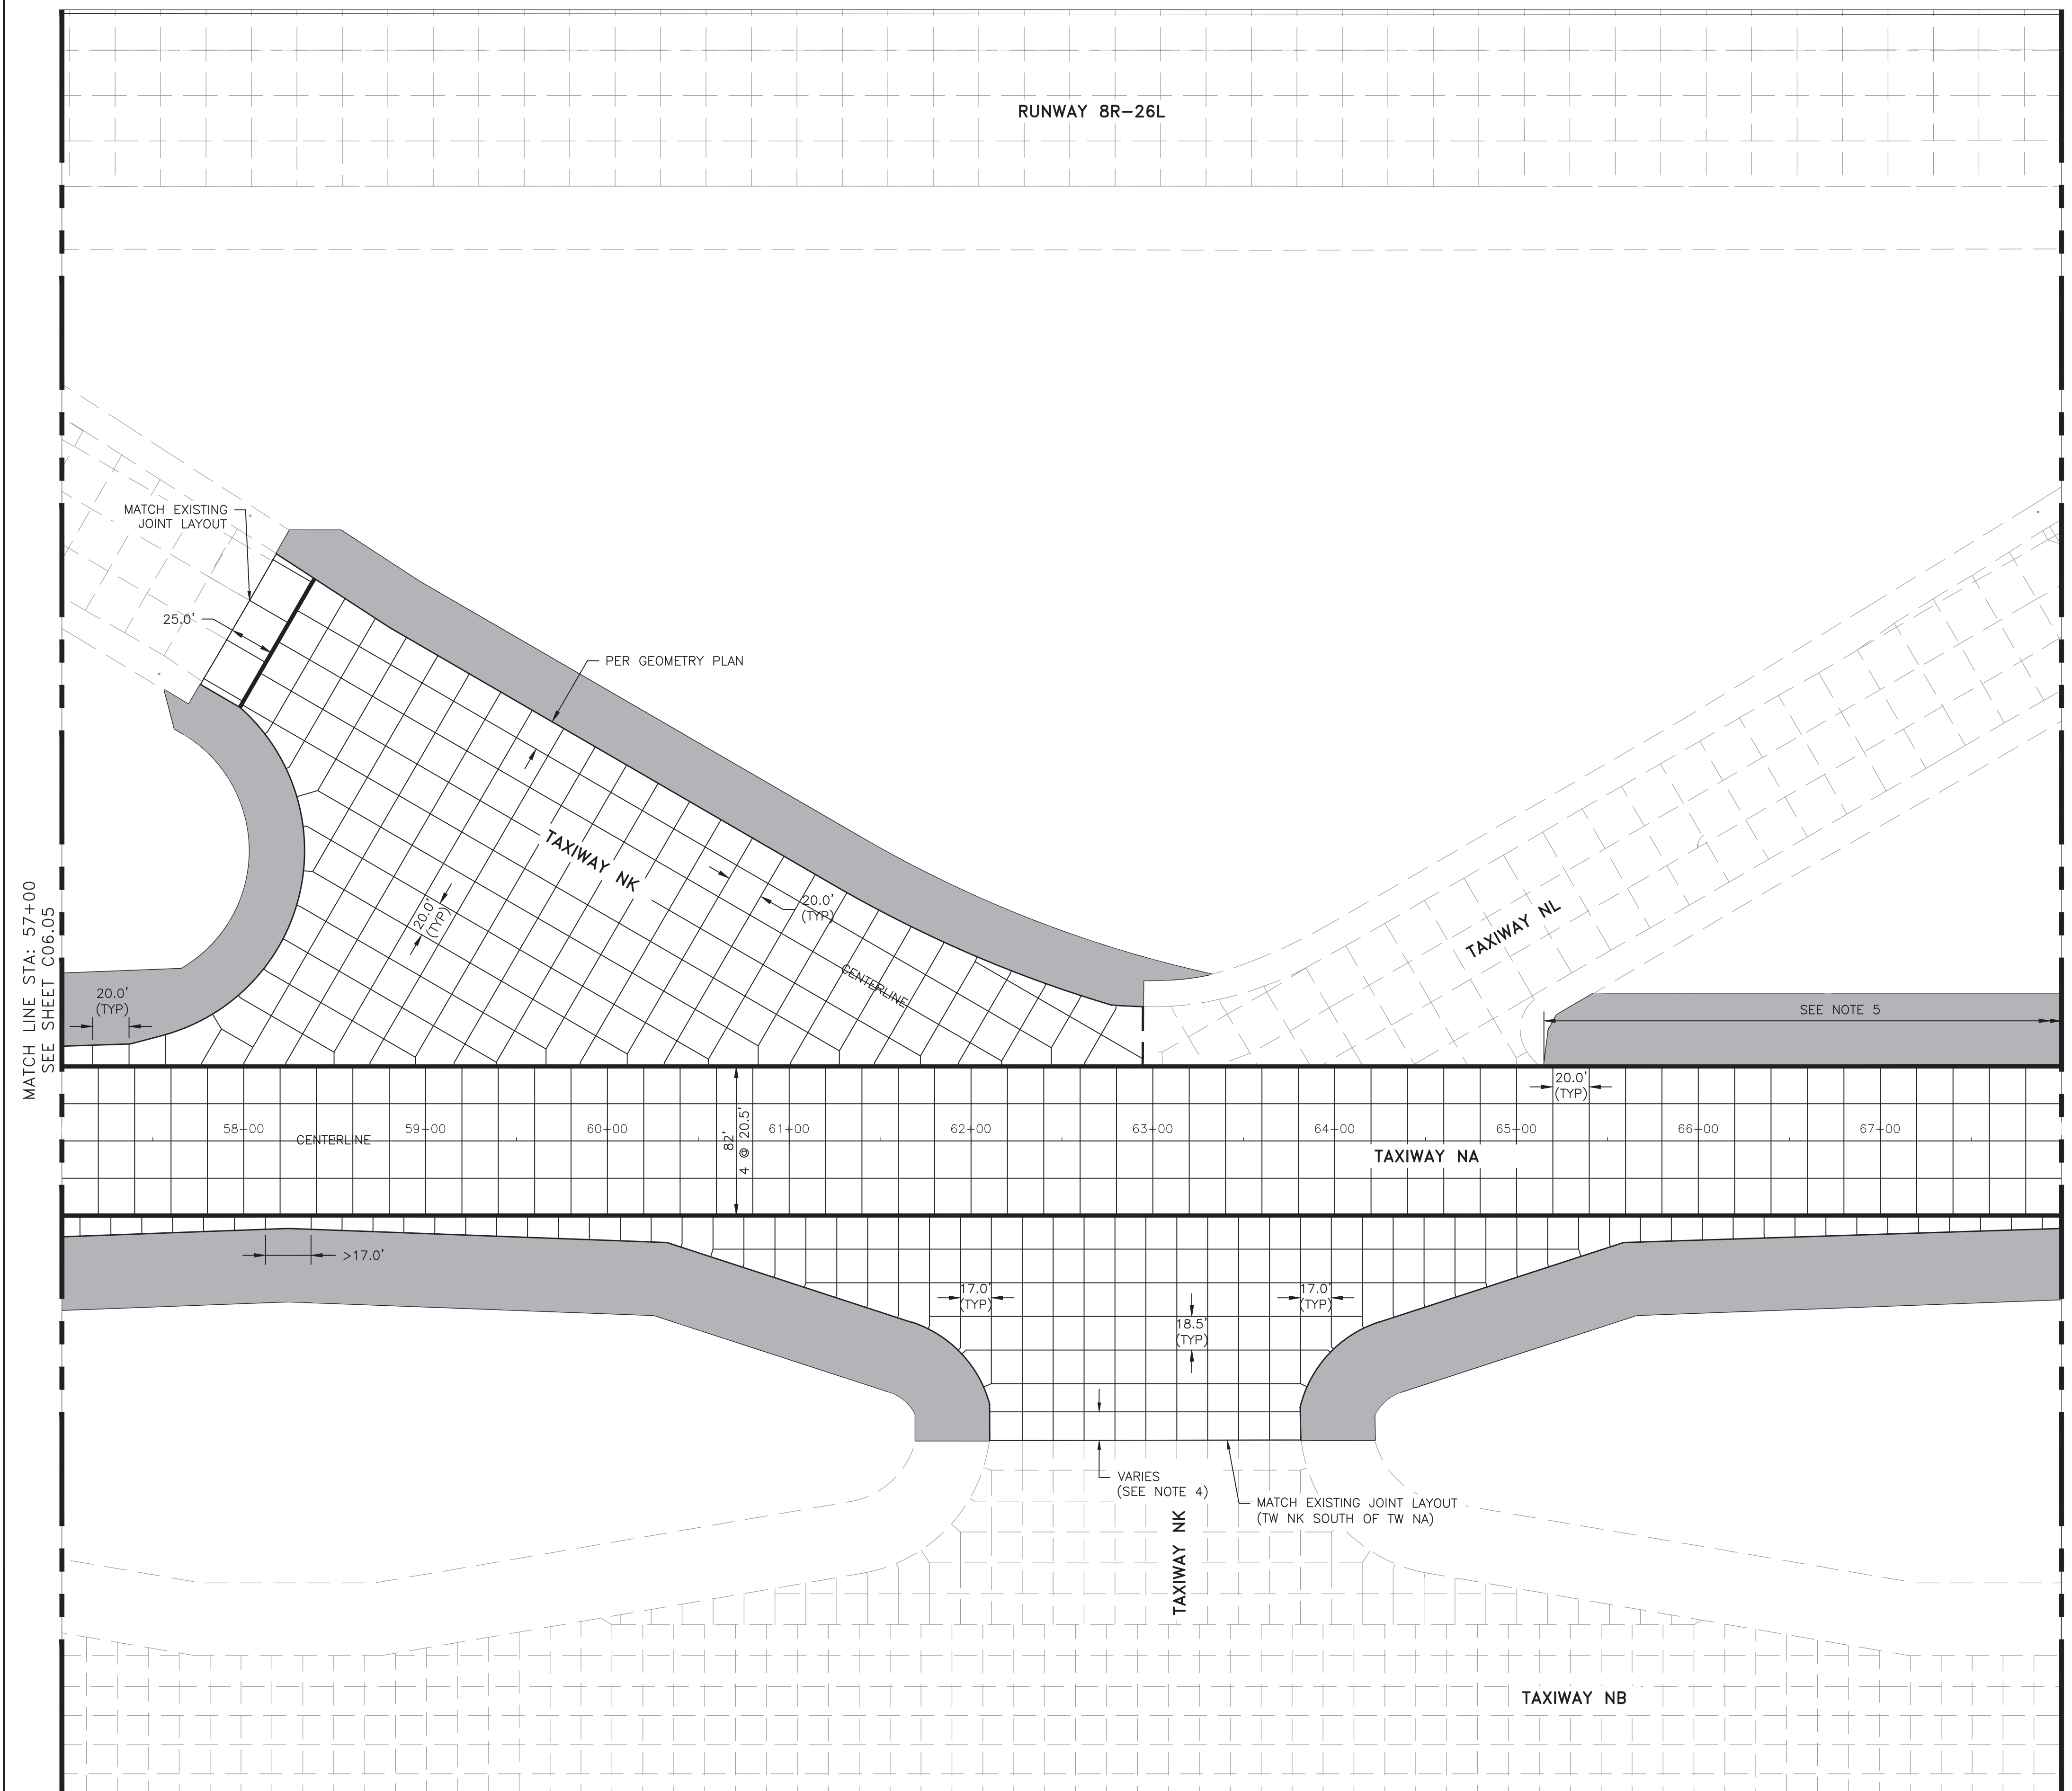 RUNWAY 8R-26L
MATCH EXISTING
JOINT LAYOUT
25.0'
PER GEOMETRY PLAN
TAXIWAY NK
20.0'
(TYP)
20.0'
(TYP)
CENTERLINE
TAXIWAY NL
MATCH LINE STA: 57+00
SEE SHEET C06.05
20.0'
(TYP)
SEE NOTE 5
20.0'
(TYP)
58+00
59+00
60+00
61+00
62+00
63+00
64+00
65+00
66+00
67+00
CENTERLINE
82'
4 @ 20.5'
TAXIWAY NA
>17.0'
17.0'
(TYP)
17.0'
(TYP)
18.5'
(TYP)
VARIES
(SEE NOTE 4)
MATCH EXISTING JOINT LAYOUT
(TW NK SOUTH OF TW NA)
TAXIWAY NK
TAXIWAY NB